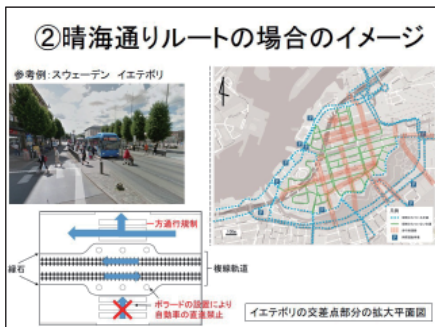 ②晴海通りルートの場合のイメージ
参考例:スウェーデン イエテボリ
方通行規制
縁石
複線軌道
ボラードの設置により
自動車の直進禁止
イエテボリの交差点部分の拡大平面図